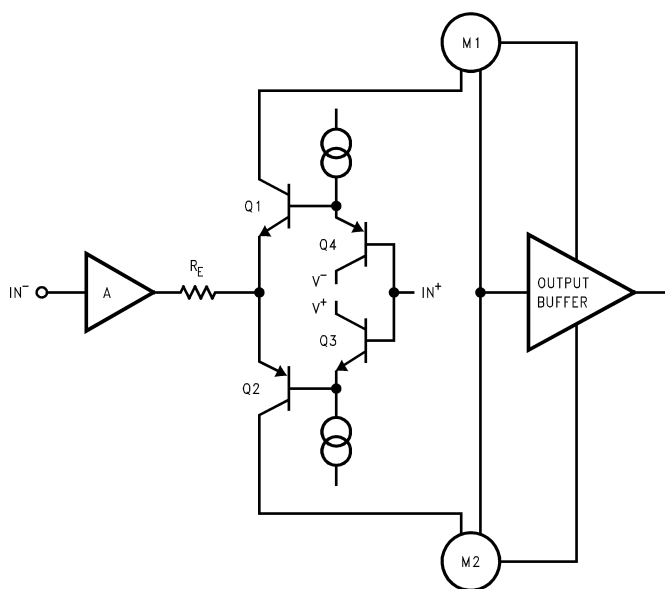 M1
Q1
Q4
R_E
IN⁻
A
V⁻
V⁺
IN⁺
OUTPUT
BUFFER
Q3
Q2
M2